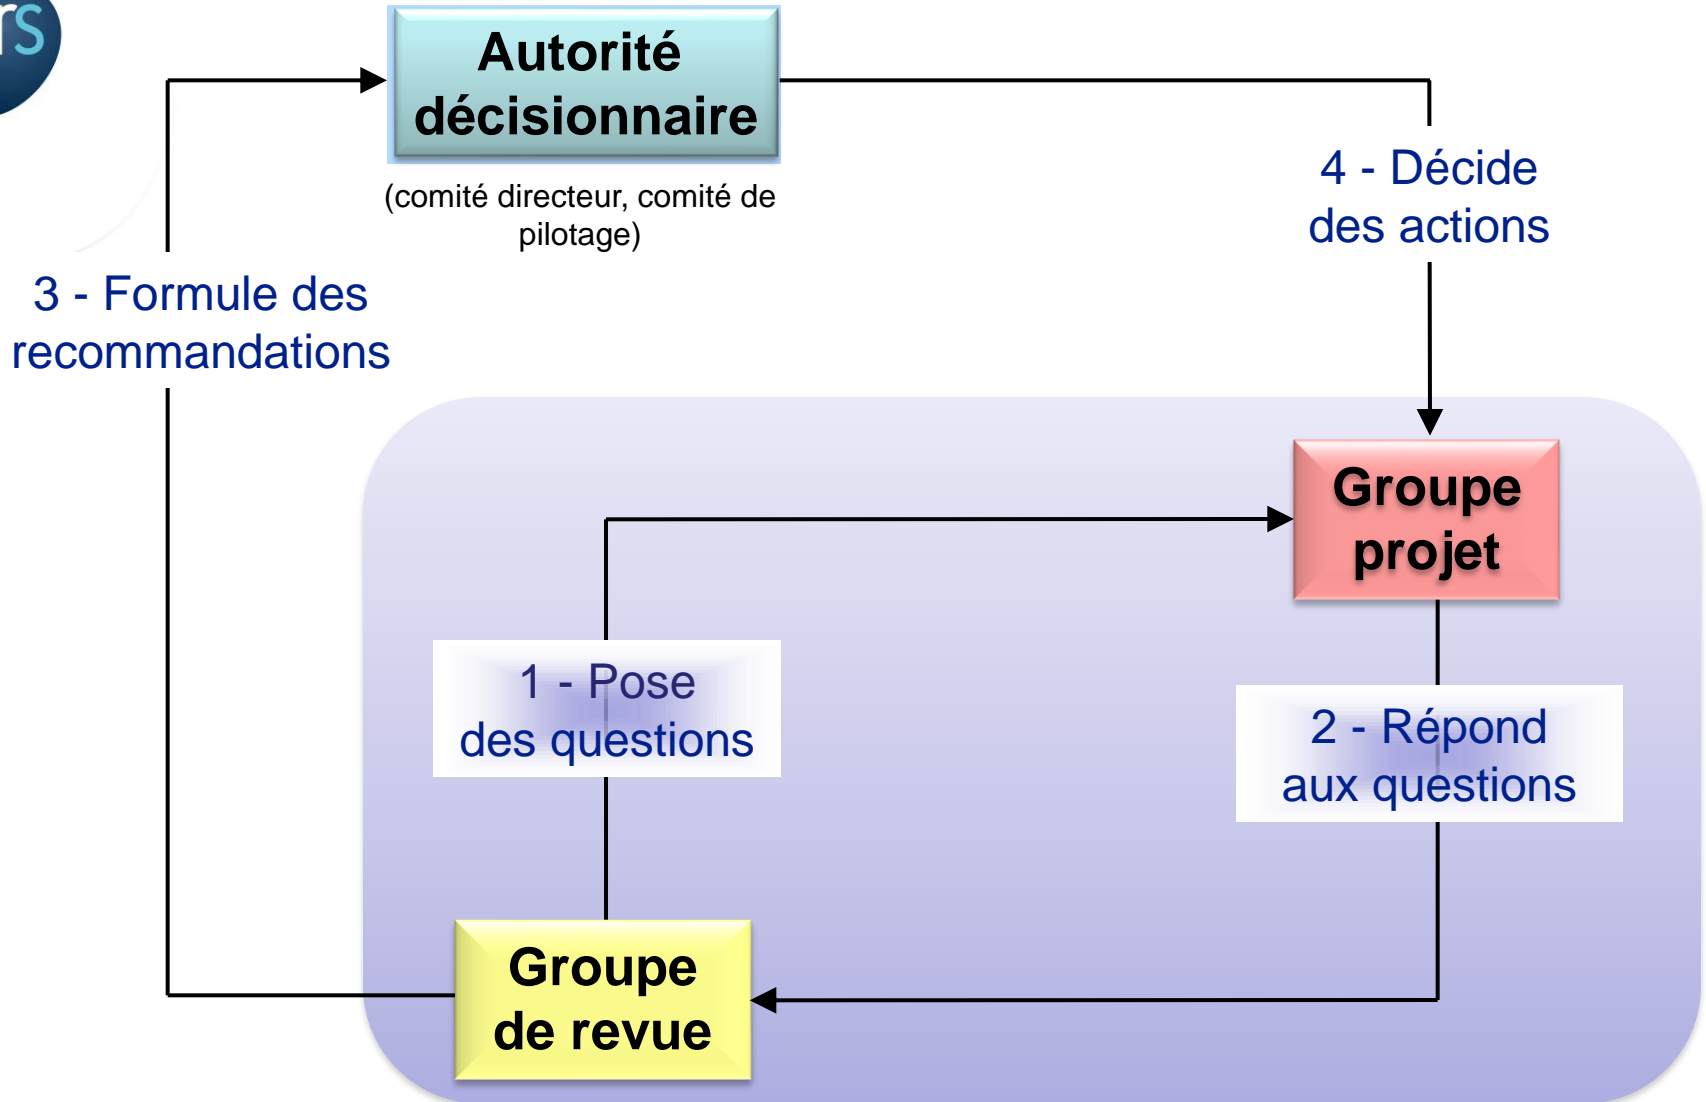 rs
Autorité
décisionnaire
(comité directeur, comité de
pilotage)
4 - Décide
des actions
3 - Formule des
recommandations
Groupe
projet
1 - Pose
des questions
2 - Répond
aux questions
Groupe
de revue